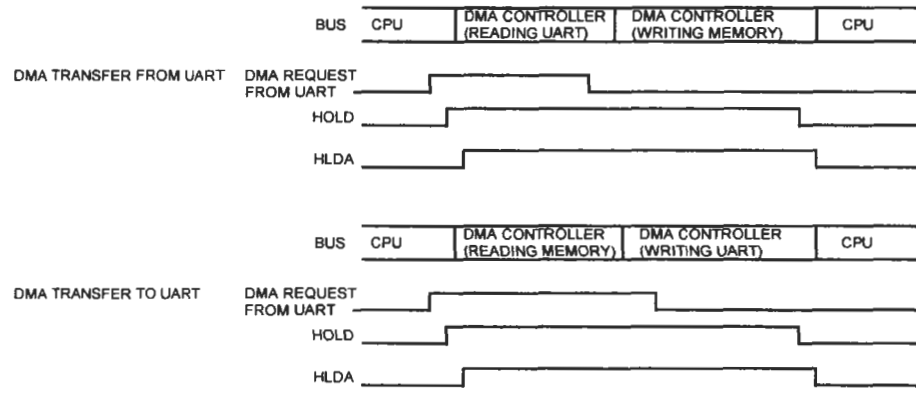 BUS CPU DMA CONTROLLER (READING UART) DMA CONTROLLER (WRITING MEMORY) CPU
DMA TRANSFER FROM UART DMA REQUEST FROM UART
HOLD
HLDA
BUS CPU DMA CONTROLLER (READING MEMORY) DMA CONTROLLER (WRITING UART) CPU
DMA TRANSFER TO UART DMA REQUEST FROM UART
HOLD
HLDA